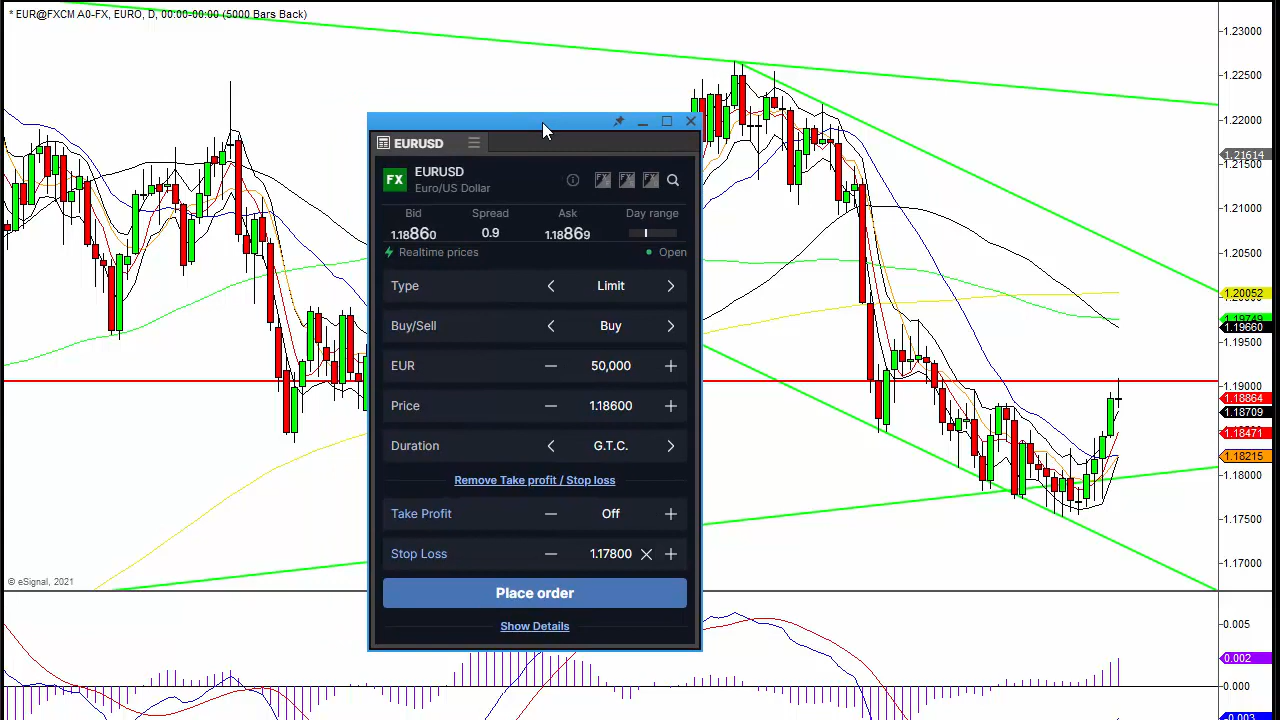 * EUR@FXCM A0-FX, EURO, D, 00:00-00:00 (5000 Bars Back)
EURUSD
FX
EURUSD
Euro/US Dollar
Bid Spread Ask Day range
1.18860 0.9 1.18869
Realtime prices Open
Type Limit
Buy/Sell Buy
EUR 50,000
Price 1.18600
Duration G.T.C.
Remove Take profit / Stop loss
Take Profit Off
Stop Loss 1.17800
Place order
Show Details
© eSignal, 2021
1.23000
1.22500
1.22000
1.21614
1.21500
1.21000
1.20500
1.20052
1.19749
1.19660
1.19500
1.19000
1.18864
1.18709
1.18471
1.18215
1.18000
1.17500
1.17000
0.005
0.002
0.000
-0.003